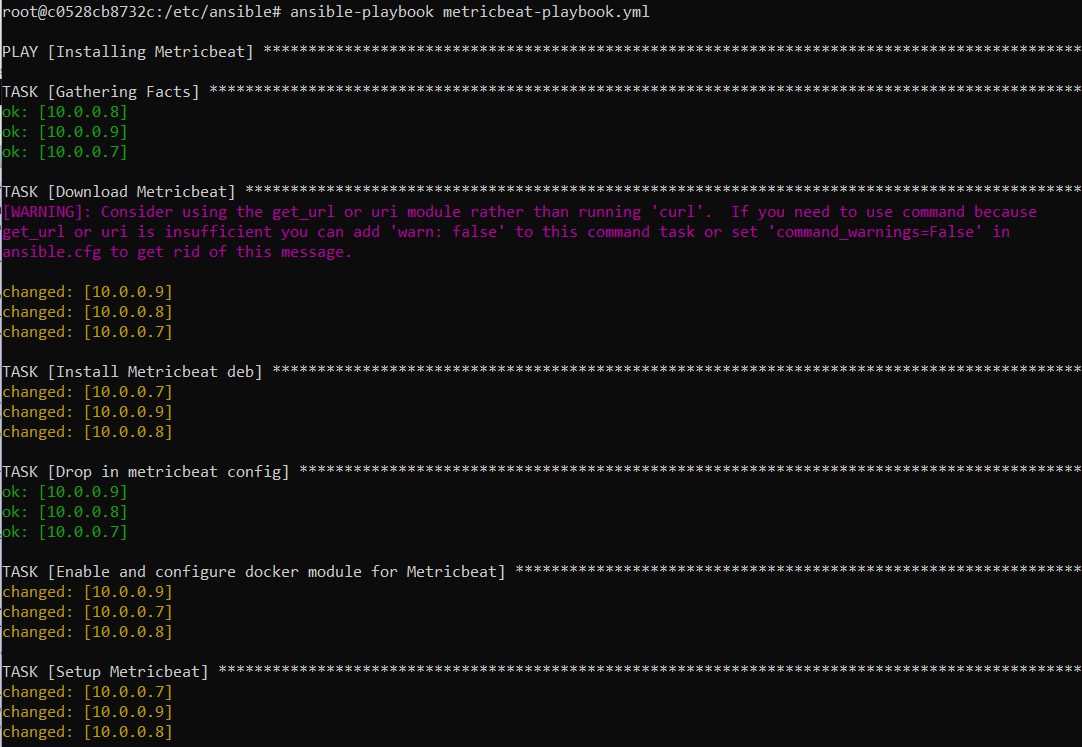 root@c0528cb8732c:/etc/ansible# ansible-playbook metricbeat-playbook.yml
PLAY [Installing Metricbeat] *******************************************************************************************
TASK [Gathering Facts] *************************************************************************************************
ok: [10.0.0.8]
ok: [10.0.0.9]
ok: [10.0.0.7]
TASK [Download Metricbeat] *********************************************************************************************
[WARNING]: Consider using the get_url or uri module rather than running 'curl'.  If you need to use command because
get_url or uri is insufficient you can add 'warn: false' to this command task or set 'command_warnings=False' in
ansible.cfg to get rid of this message.
changed: [10.0.0.9]
changed: [10.0.0.8]
changed: [10.0.0.7]
TASK [Install Metricbeat deb] ******************************************************************************************
changed: [10.0.0.7]
changed: [10.0.0.9]
changed: [10.0.0.8]
TASK [Drop in metricbeat config] ***************************************************************************************
ok: [10.0.0.9]
ok: [10.0.0.8]
ok: [10.0.0.7]
TASK [Enable and configure docker module for Metricbeat] ***************************************************************
changed: [10.0.0.9]
changed: [10.0.0.7]
changed: [10.0.0.8]
TASK [Setup Metricbeat] ************************************************************************************************
changed: [10.0.0.7]
changed: [10.0.0.9]
changed: [10.0.0.8]